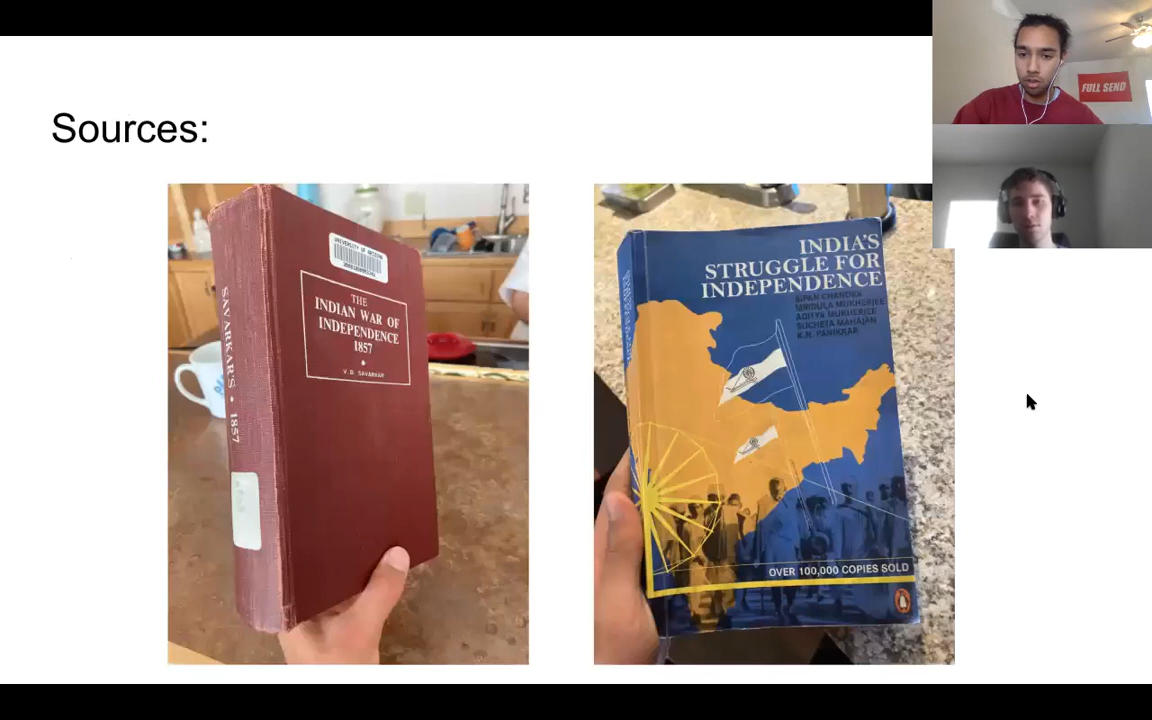 Sources:
FULL SEND
UNIVERSITY OF ARIZONA
THE
INDIAN WAR OF
INDEPENDENCE
1857
V. D. SAVARKAR
SAVARKAR'S • 1857
INDIA'S
STRUGGLE FOR
INDEPENDENCE
BIPAN CHANDRA
MRIDULA MUKHERJEE
ADITYA MUKHERJEE
SUCHETA MAHAJAN
K.N. PANIKKAR
OVER 100,000 COPIES SOLD